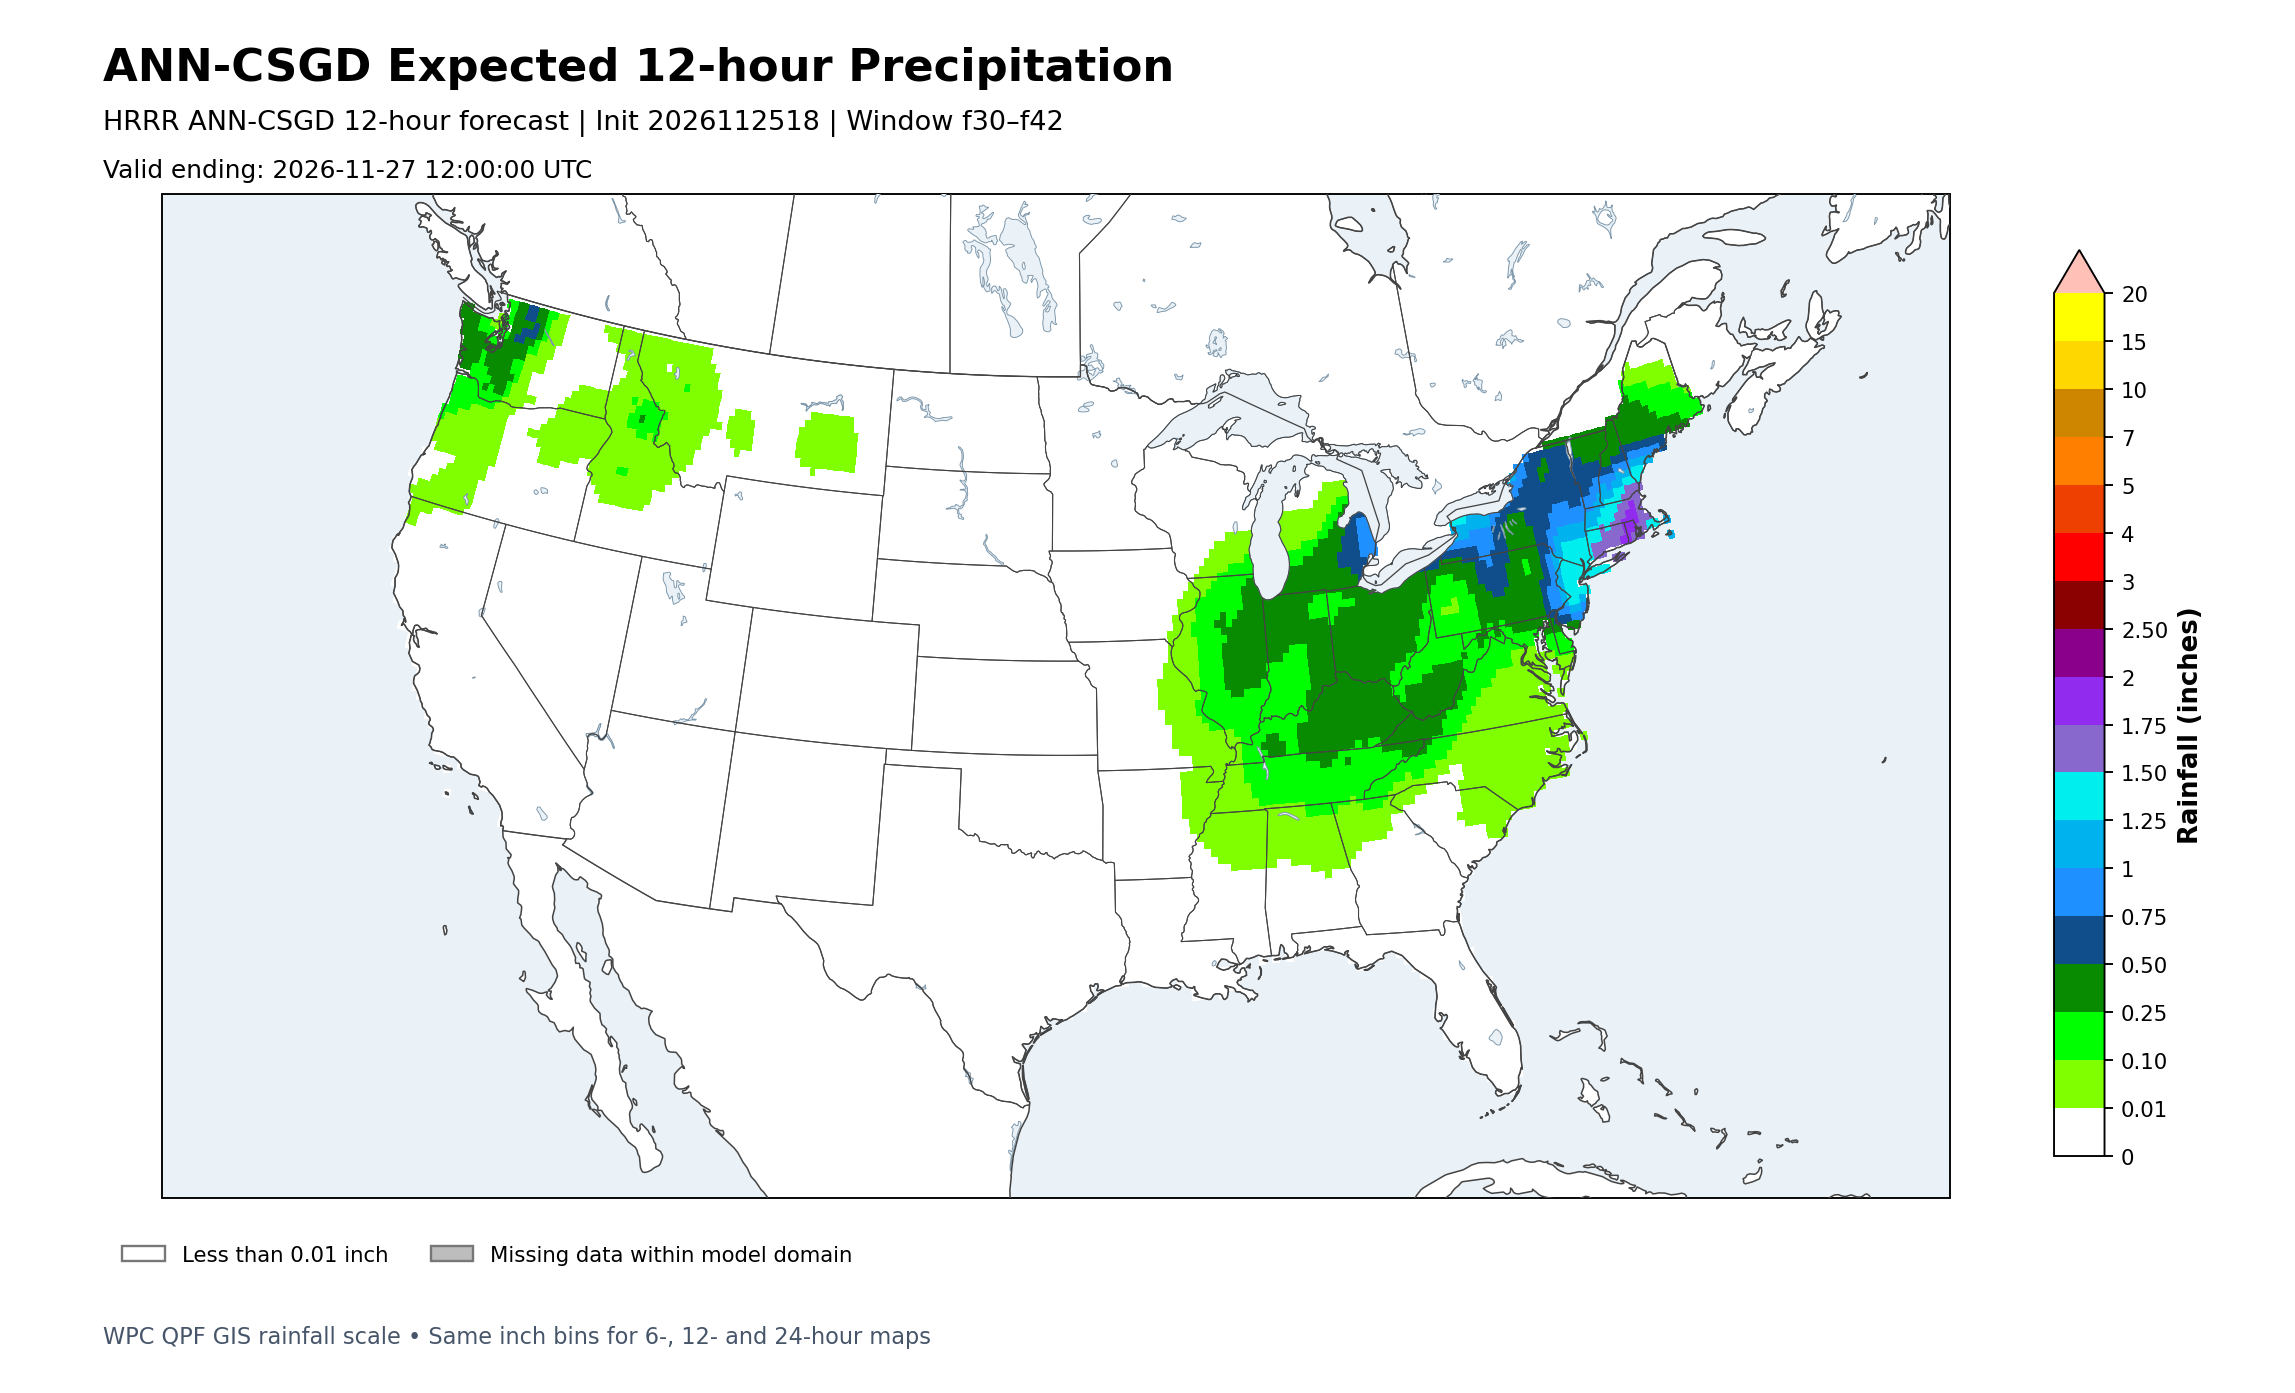 ANN-CSGD Expected 12-hour Precipitation
HRRR ANN-CSGD 12-hour forecast | Init 2026112518 | Window f30–f42
Valid ending: 2026-11-27 12:00:00 UTC
20
15
10
7
5
4
3
2.50
2
1.75
1.50
1.25
1
0.75
0.50
0.25
0.10
0.01
0
Rainfall (inches)
Less than 0.01 inch
Missing data within model domain
WPC QPF GIS rainfall scale • Same inch bins for 6-, 12- and 24-hour maps